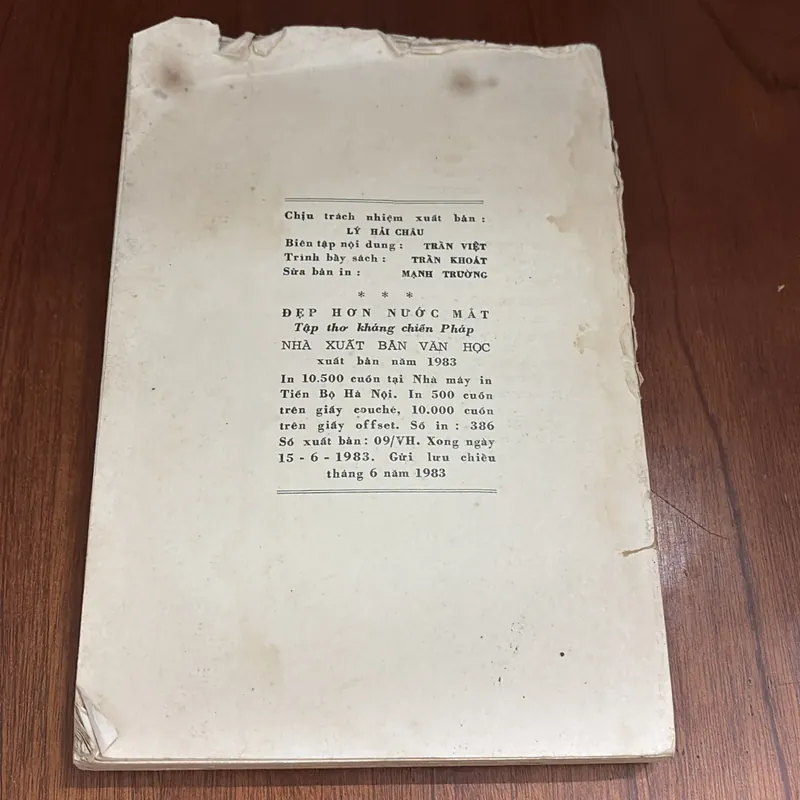 Chịu trách nhiệm xuất bản :
LÝ HẢI CHÂU
Biên tập nội dung : TRẦN VIỆT
Trình bầy sách : TRẦN KHOÁT
Sửa bản in : MẠNH TRƯỜNG
* * *
ĐẸP HƠN NƯỚC MẮT
Tập thơ kháng chiến Pháp
NHÀ XUẤT BẢN VĂN HỌC
xuất bản năm 1983
In 10.500 cuốn tại Nhà máy in
Tiến Bộ Hà Nội. In 500 cuốn
trên giấy couché, 10.000 cuốn
trên giấy offset. Số in : 386
Số xuất bản : 09/VH. Xong ngày
15 - 6 - 1983. Gửi lưu chiểu
tháng 6 năm 1983